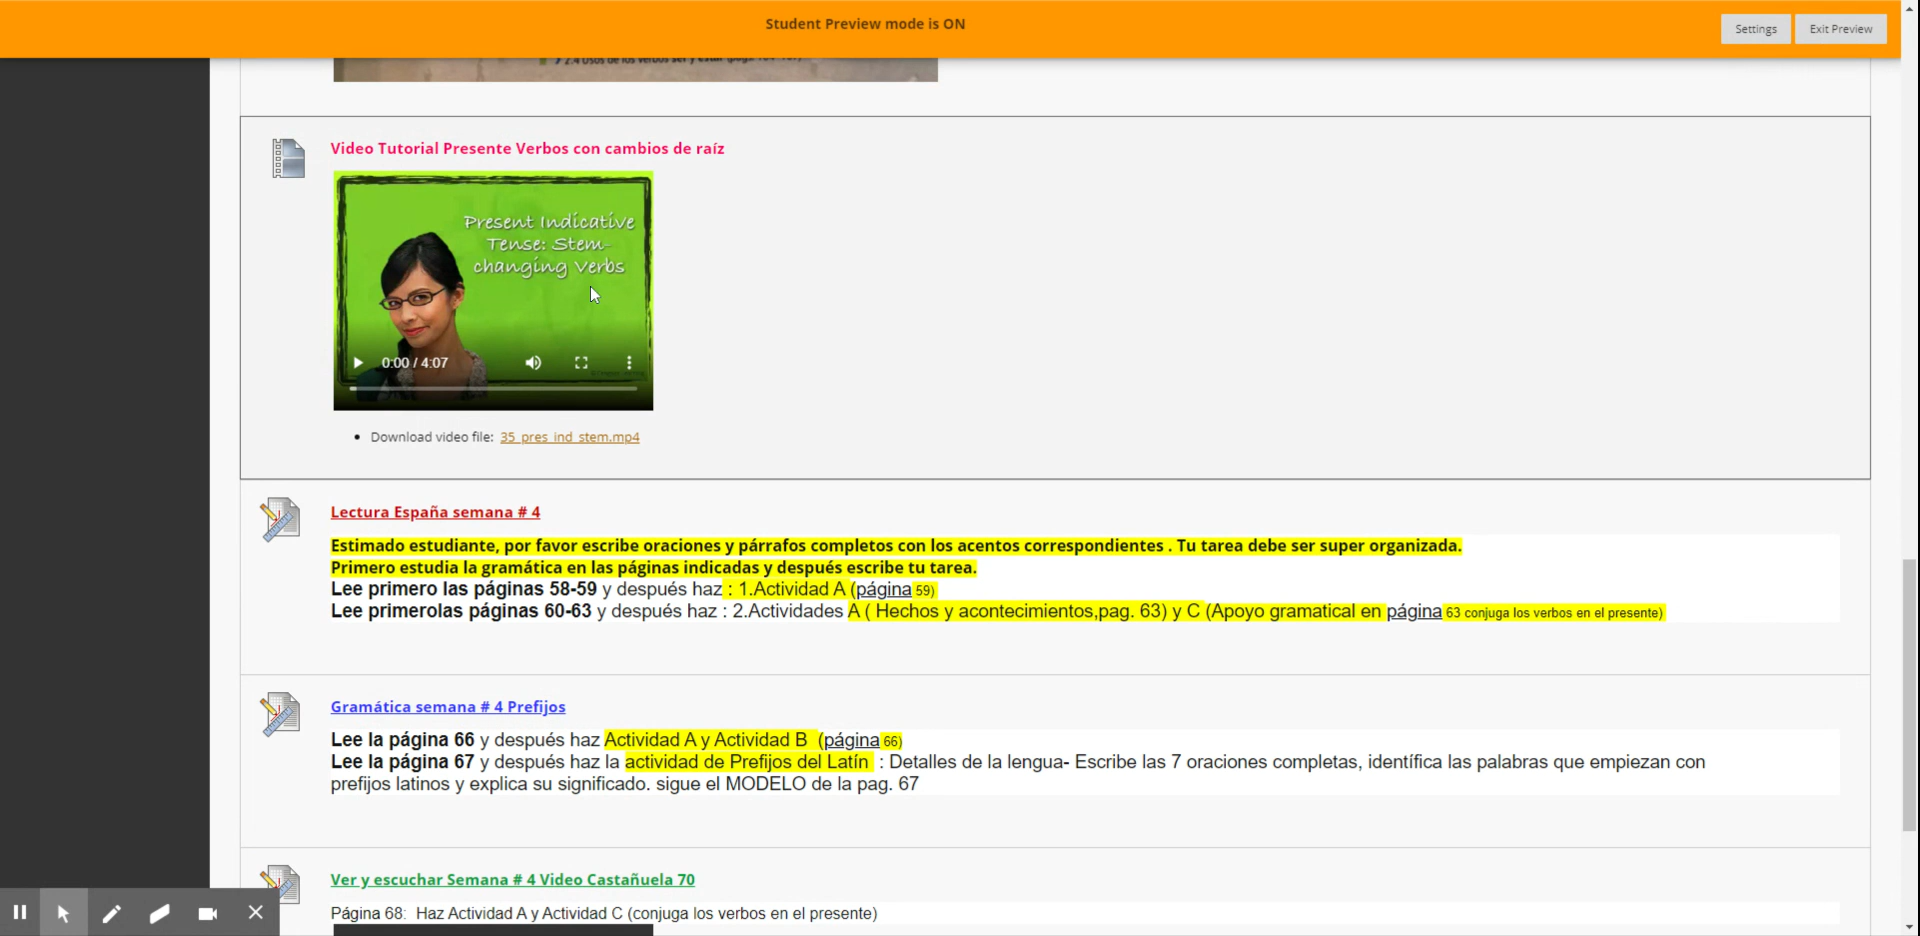 Student Preview mode is ON
Settings
Exit Preview
2.4 Usos de los verbos ser y estar
Video Tutorial Presente Verbos con cambios de raíz
Present Indicative
Tense: Stem-
changing Verbs
0:00 / 4:07
Download video file: 35_pres_ind_stem.mp4
Lectura España semana # 4
Estimado estudiante, por favor escribe oraciones y párrafos completos con los acentos correspondientes . Tu tarea debe ser super organizada.
Primero estudia la gramática en las páginas indicadas y después escribe tu tarea.
Lee primero las páginas 58-59 y después haz : 1.Actividad A (página 59)
Lee primerolas páginas 60-63 y después haz : 2.Actividades A ( Hechos y acontecimientos,pag. 63) y C (Apoyo gramatical en página 63 conjuga los verbos en el presente)
Gramática semana # 4 Prefijos
Lee la página 66 y después haz Actividad A y Actividad B (página 66)
Lee la página 67 y después haz la actividad de Prefijos del Latín : Detalles de la lengua- Escribe las 7 oraciones completas, identífica las palabras que empiezan con
prefijos latinos y explica su significado. sigue el MODELO de la pag. 67
Ver y escuchar Semana # 4 Video Castañuela 70
Página 68: Haz Actividad A y Actividad C (conjuga los verbos en el presente)